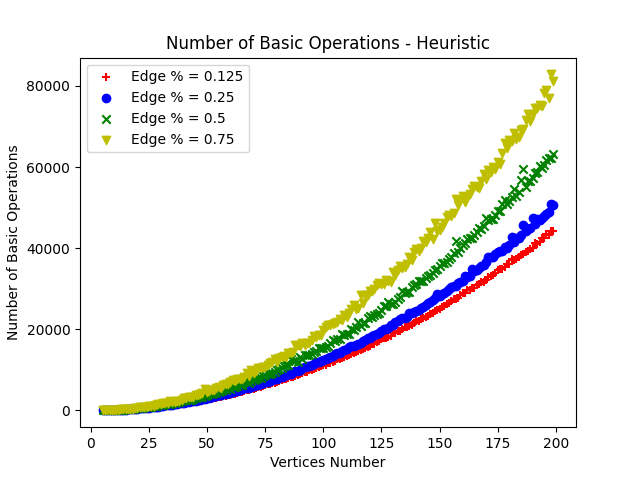 Number of Basic Operations - Heuristic
Edge % = 0.125
Edge % = 0.25
Edge % = 0.5
Edge % = 0.75
Number of Basic Operations
80000
60000
40000
20000
0
0 25 50 75 100 125 150 175 200
Vertices Number